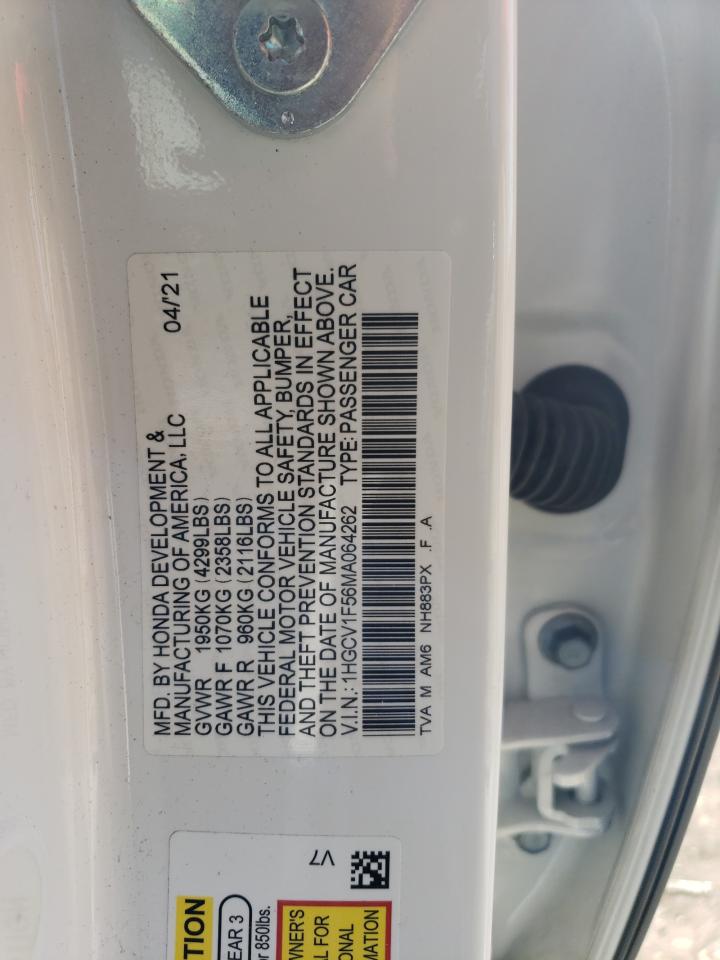 MFD. BY HONDA DEVELOPMENT & 04/'21
MANUFACTURING OF AMERICA, LLC
GVWR 1950KG (4299LBS)
GAWR F 1070KG (2358LBS)
GAWR R 960KG (2116LBS)
THIS VEHICLE CONFORMS TO ALL APPLICABLE
FEDERAL MOTOR VEHICLE SAFETY, BUMPER,
AND THEFT PREVENTION STANDARDS IN EFFECT
ON THE DATE OF MANUFACTURE SHOWN ABOVE.
V.I.N.: 1HGCV1F56MA064262 TYPE: PASSENGER CAR
TVA M AM6 NH883PX .F .A
TION
EAR 3
or 850lbs.
WNER'S
AL FOR
ONAL
MATION
V7